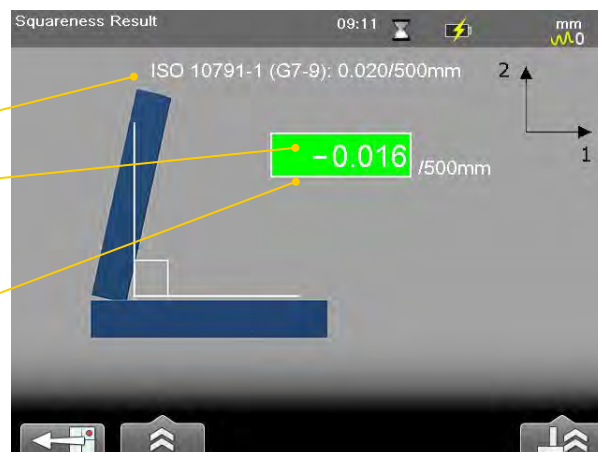 Squareness Result
09:11
mm
0
ISO 10791-1 (G7-9): 0.020/500mm
2
-0.016 /500mm
1